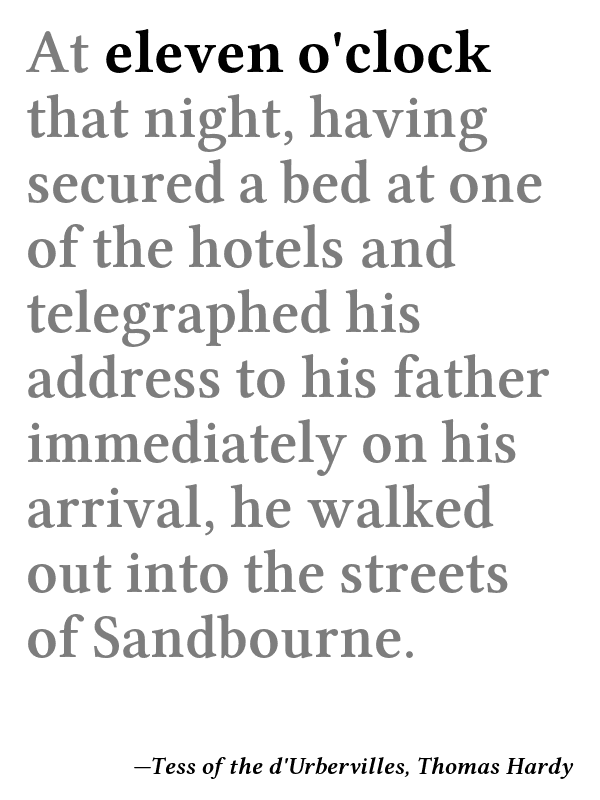 At eleven o'clock
that night, having
secured a bed at one
of the hotels and
telegraphed his
address to his father
immediately on his
arrival, he walked
out into the streets
of Sandbourne.
—Tess of the d'Urbervilles, Thomas Hardy